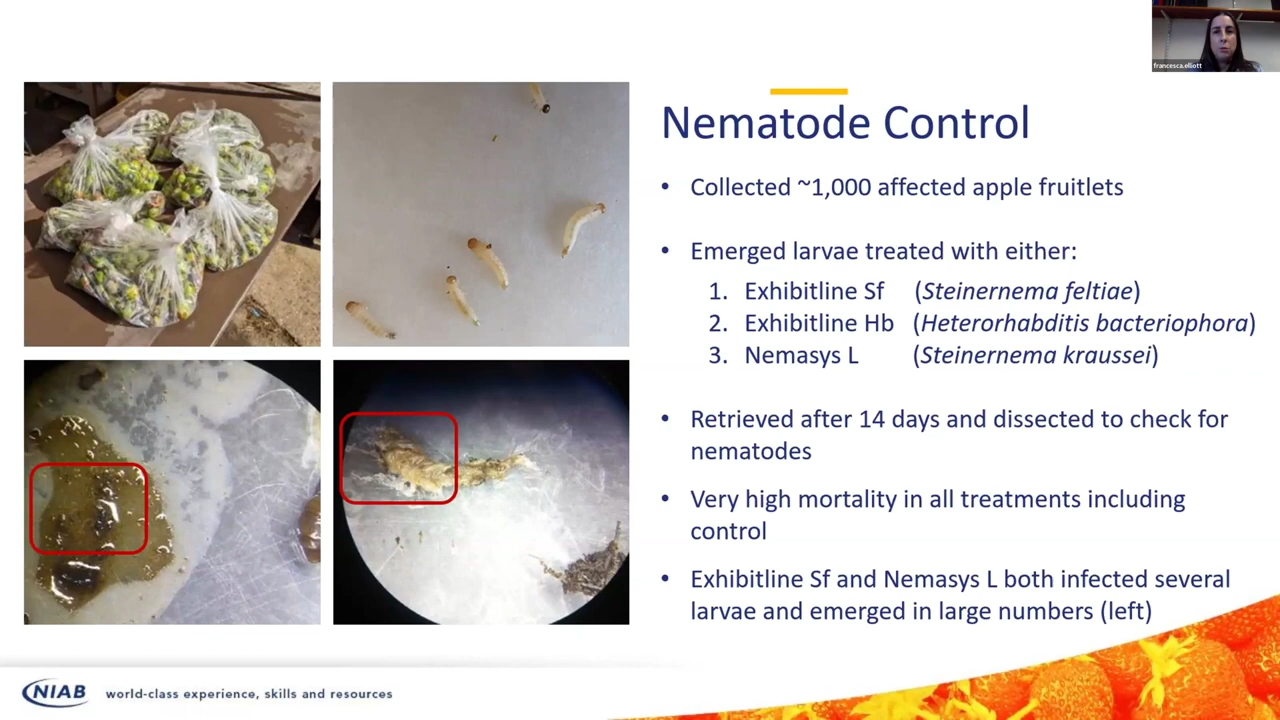 francesca.elliott
Nematode Control
• Collected ~1,000 affected apple fruitlets
• Emerged larvae treated with either:
1. Exhibitline Sf (Steinernema feltiae)
2. Exhibitline Hb (Heterorhabditis bacteriophora)
3. Nemasys L (Steinernema kraussei)
• Retrieved after 14 days and dissected to check for
nematodes
• Very high mortality in all treatments including
control
• Exhibitline Sf and Nemasys L both infected several
larvae and emerged in large numbers (left)
NIAB world-class experience, skills and resources